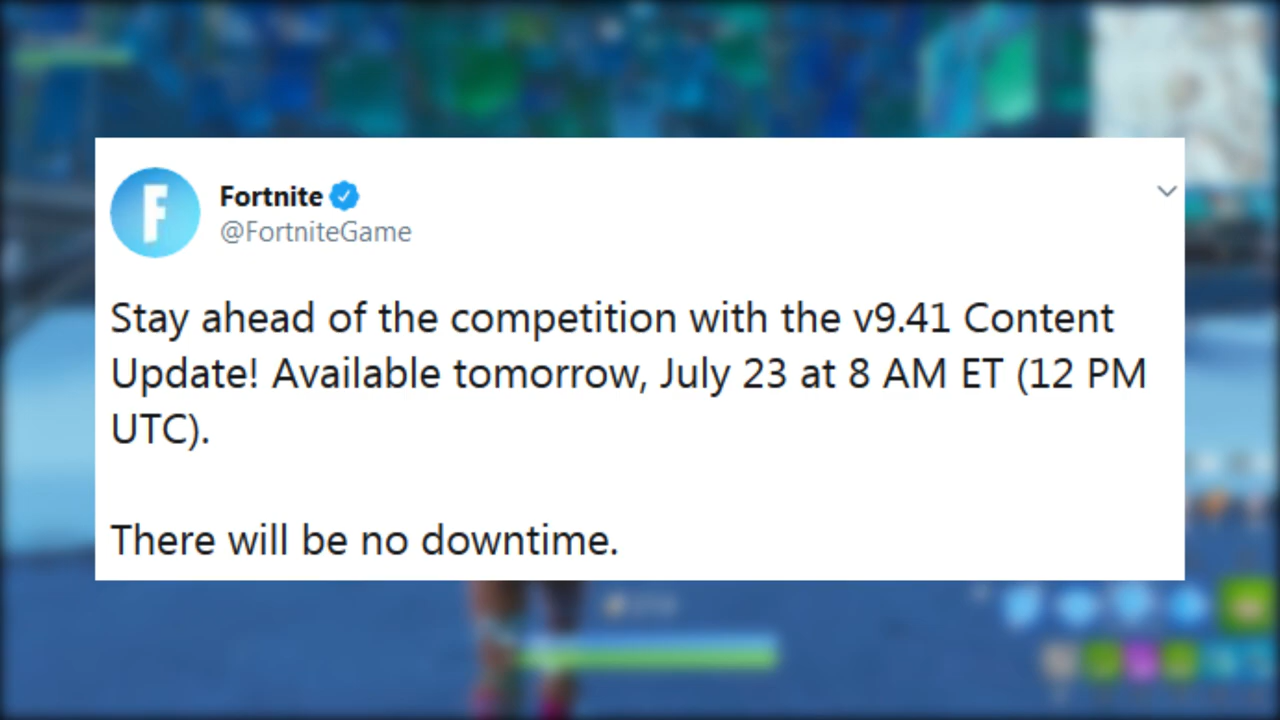 F
Fortnite
@FortniteGame
Stay ahead of the competition with the v9.41 Content
Update! Available tomorrow, July 23 at 8 AM ET (12 PM
UTC).
There will be no downtime.